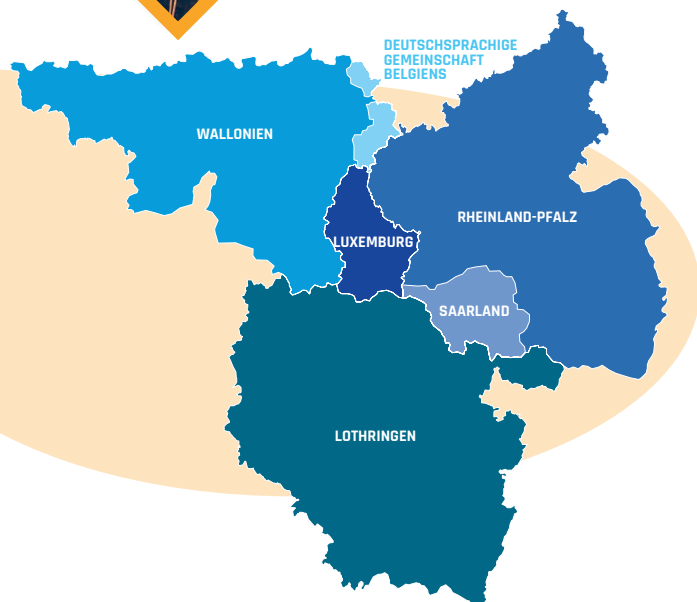 DEUTSCHSPRACHIGE
GEMEINSCHAFT
BELGIENS
WALLONIEN
RHEINLAND-PFALZ
LUXEMBURG
SAARLAND
LOTHRINGEN